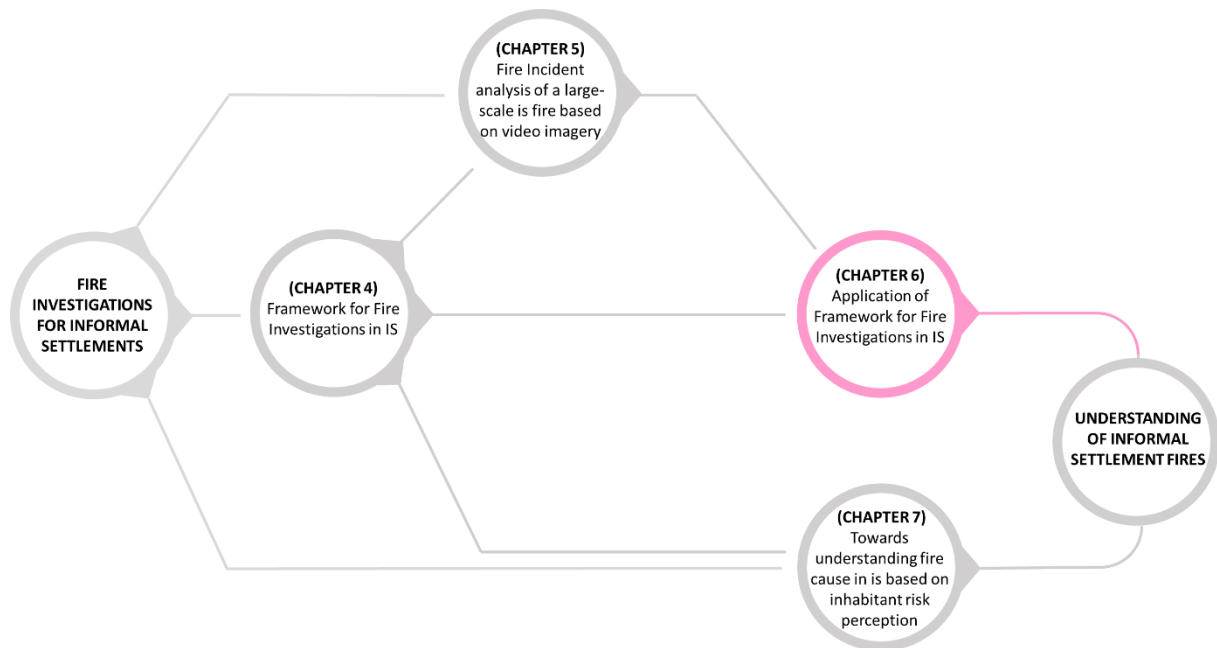 (CHAPTER 5)
Fire Incident
analysis of a large-
scale is fire based
on video imagery
FIRE
INVESTIGATIONS
FOR INFORMAL
SETTLEMENTS
(CHAPTER 4)
Framework for Fire
Investigations in IS
(CHAPTER 6)
Application of
Framework for Fire
Investigations in IS
UNDERSTANDING
OF INFORMAL
SETTLEMENT FIRES
(CHAPTER 7)
Towards
understanding fire
cause in is based on
inhabitant risk
perception